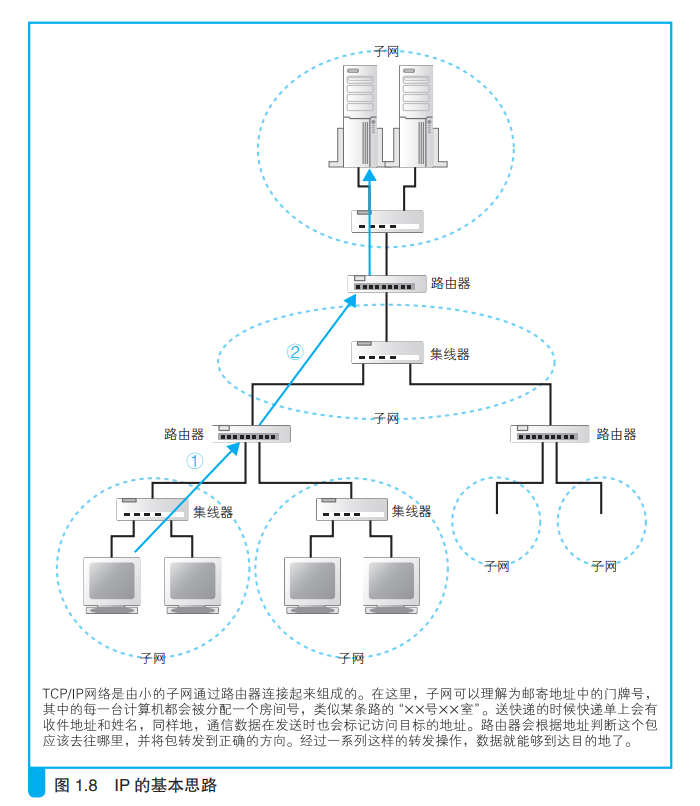 子网
路由器
②
集线器
子网
路由器
路由器
①
集线器
集线器
子网
子网
子网
子网
TCP/IP网络是由小的子网通过路由器连接起来组成的。在这里，子网可以理解为邮寄地址中的门牌号，
其中的每一台计算机都会被分配一个房间号，类似某条路的“××号××室”。送快递的时候快递单上会有
收件地址和姓名，同样地，通信数据在发送时也会标记访问目标的地址。路由器会根据地址判断这个包
应该去往哪里，并将包转发到正确的方向。经过一系列这样的转发操作，数据就能够到达目的地了。
图 1.8 IP 的基本思路